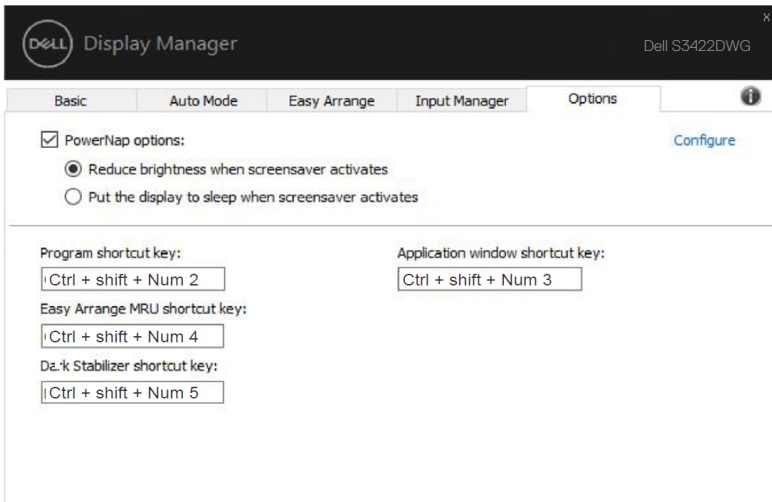 x
DELL Display Manager
Dell S3422DWG
Basic Auto Mode Easy Arrange Input Manager Options
PowerNap options: Configure
Reduce brightness when screensaver activates
Put the display to sleep when screensaver activates
Program shortcut key: Application window shortcut key:
Ctrl + shift + Num 2 Ctrl + shift + Num 3
Easy Arrange MRU shortcut key:
Ctrl + shift + Num 4
Dark Stabilizer shortcut key:
Ctrl + shift + Num 5